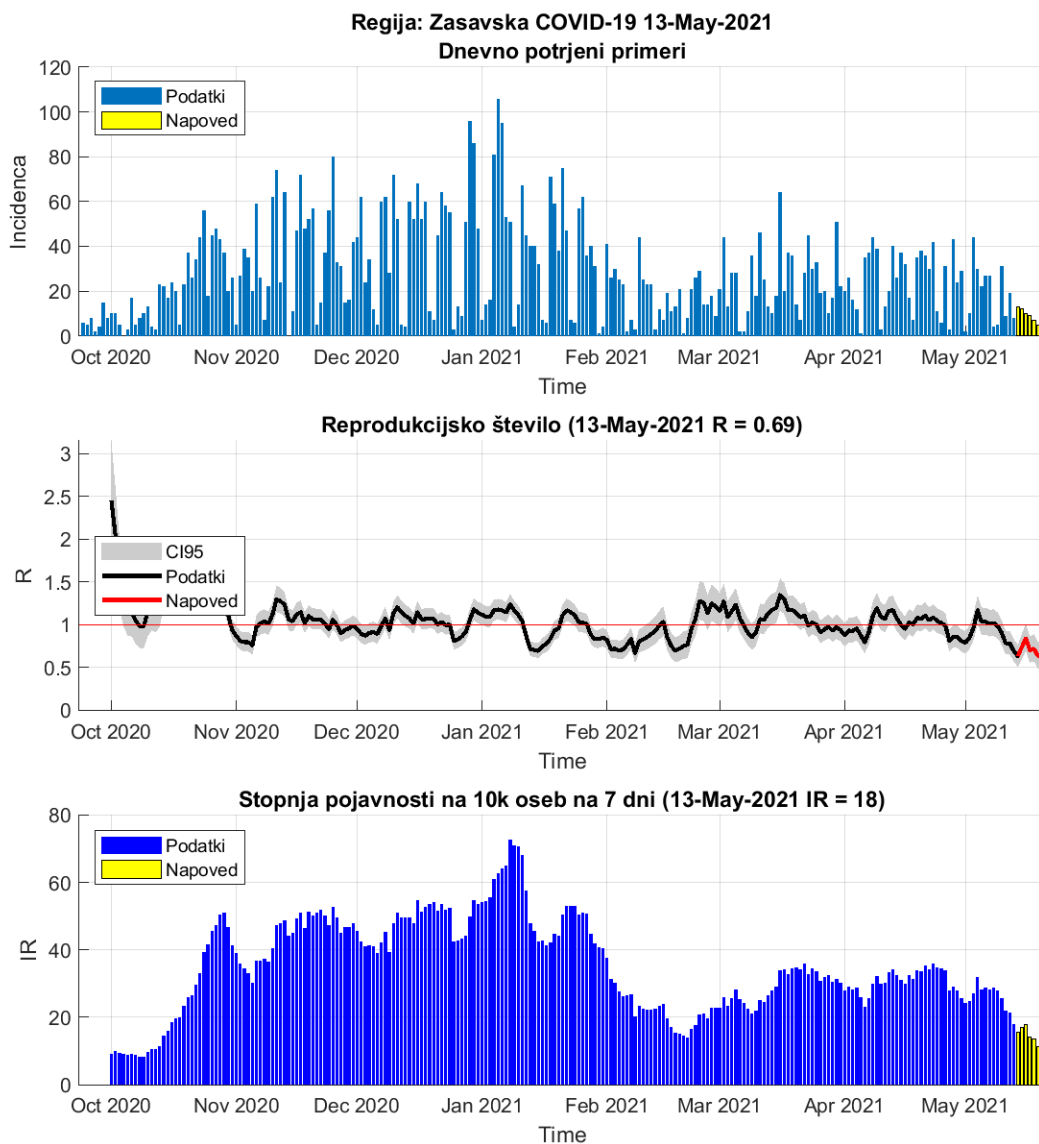 Regija: Zasavska COVID-19 13-May-2021
Dnevno potrjeni primeri
120
100
80
60
40
20
0
Incidenca
Podatki
Napoved
Oct 2020 Nov 2020 Dec 2020 Jan 2021 Feb 2021 Mar 2021 Apr 2021 May 2021
Time
Reprodukcijsko število (13-May-2021 R = 0.69)
3
2.5
2
1.5
1
0.5
0
R
CI95
Podatki
Napoved
Oct 2020 Nov 2020 Dec 2020 Jan 2021 Feb 2021 Mar 2021 Apr 2021 May 2021
Time
Stopnja pojavnosti na 10k oseb na 7 dni (13-May-2021 IR = 18)
80
60
40
20
0
IR
Podatki
Napoved
Oct 2020 Nov 2020 Dec 2020 Jan 2021 Feb 2021 Mar 2021 Apr 2021 May 2021
Time